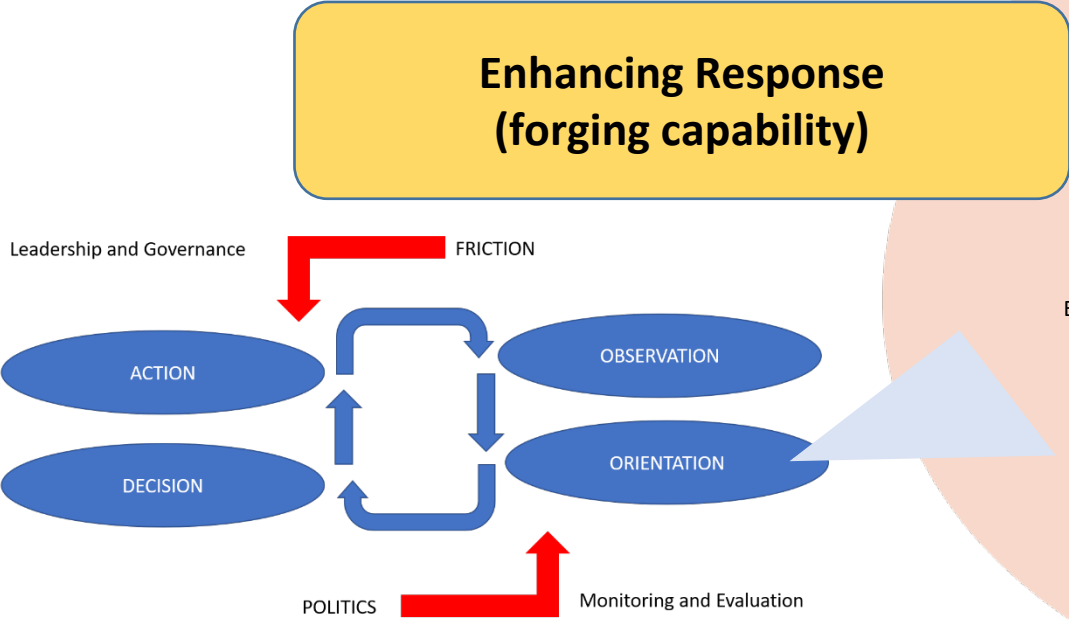 Enhancing Response
(forging capability)
Leadership and Governance
FRICTION
ACTION
OBSERVATION
DECISION
ORIENTATION
POLITICS
Monitoring and Evaluation